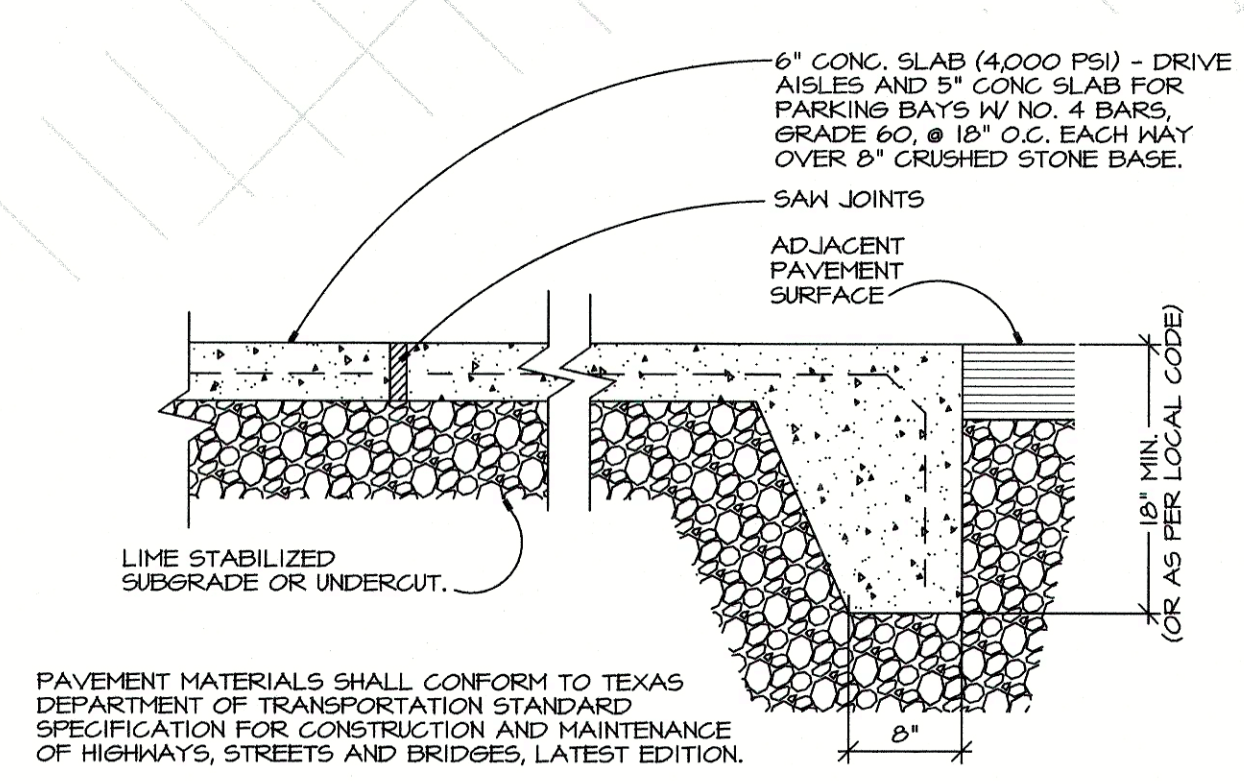 6" CONC. SLAB (4,000 PSI) - DRIVE
AISLES AND 5" CONC SLAB FOR
PARKING BAYS W/ NO. 4 BARS,
GRADE 60, @ 18" O.C. EACH WAY
OVER 8" CRUSHED STONE BASE.
SAW JOINTS
ADJACENT
PAVEMENT
SURFACE
18" MIN.
(OR AS PER LOCAL CODE)
LIME STABILIZED
SUBGRADE OR UNDERCUT.
8"
PAVEMENT MATERIALS SHALL CONFORM TO TEXAS
DEPARTMENT OF TRANSPORTATION STANDARD
SPECIFICATION FOR CONSTRUCTION AND MAINTENANCE
OF HIGHWAYS, STREETS AND BRIDGES, LATEST EDITION.